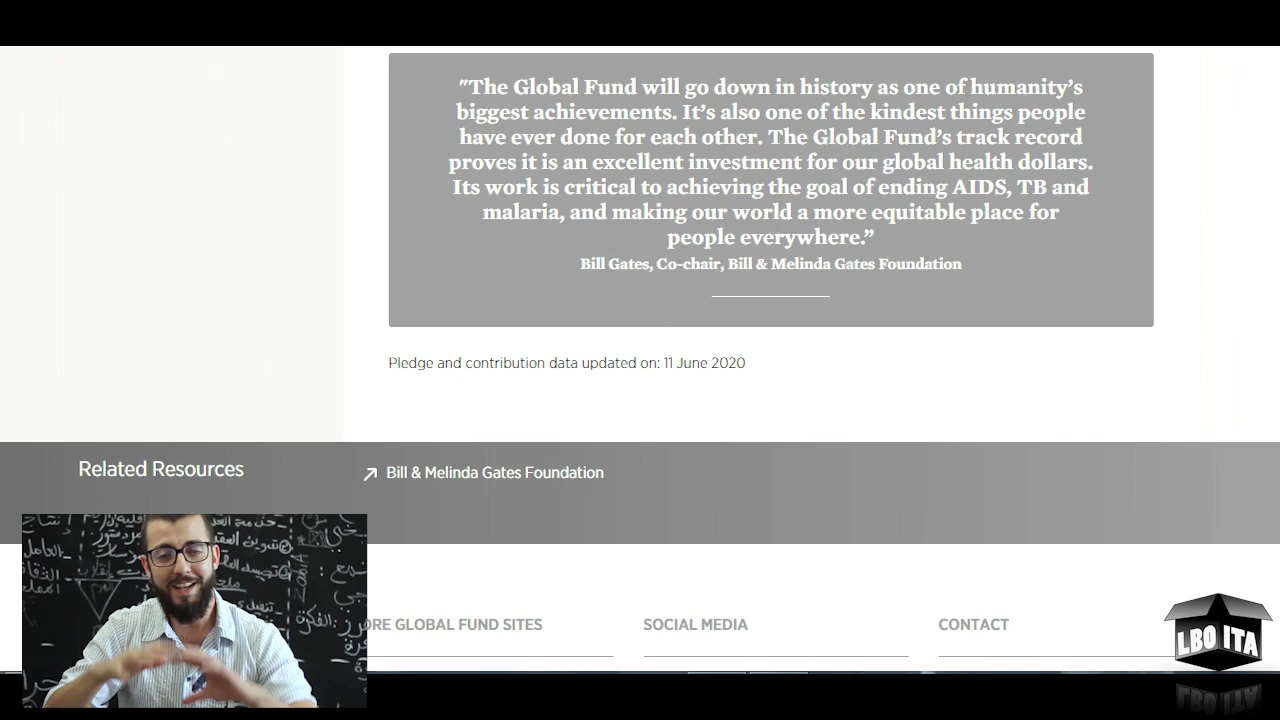 "The Global Fund will go down in history as one of humanity’s
biggest achievements. It’s also one of the kindest things people
have ever done for each other. The Global Fund’s track record
proves it is an excellent investment for our global health dollars.
Its work is critical to achieving the goal of ending AIDS, TB and
malaria, and making our world a more equitable place for
people everywhere.”
Bill Gates, Co-chair, Bill & Melinda Gates Foundation
Pledge and contribution data updated on: 11 June 2020
Related Resources
Bill & Melinda Gates Foundation
ORE GLOBAL FUND SITES
SOCIAL MEDIA
CONTACT
LBO ITA
العامل
الفكرة